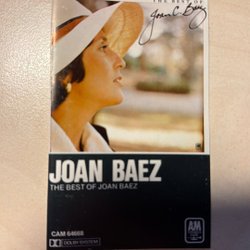 THE BEST OF
Joan C. Baez
JOAN BAEZ
THE BEST OF JOAN BAEZ
CAM 64668
DOLBY SYSTEM
A&M